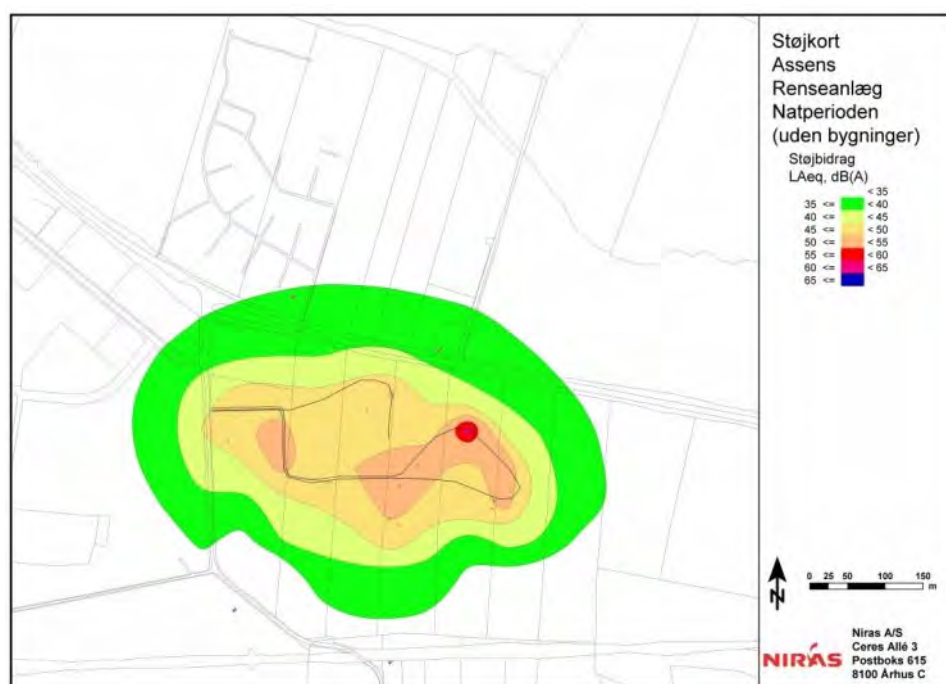 Støjkort
Assens
Renseanlæg
Natperioden
(uden bygninger)
Støjbidrag
LAeq, dB(A)
< 35
35 <= < 40
40 <= < 45
45 <= < 50
50 <= < 55
55 <= < 60
60 <= < 65
65 <=
N
0 25 50 100 150
m
NIRAS
Niras A/S
Ceres Allé 3
Postboks 615
8100 Århus C